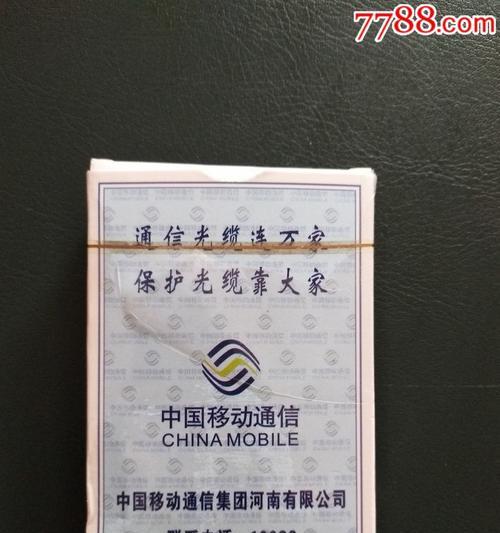 7788.com
通信光缆连万家
保护光缆靠大家
中国移动通信
CHINA MOBILE
中国移动通信集团河南有限公司